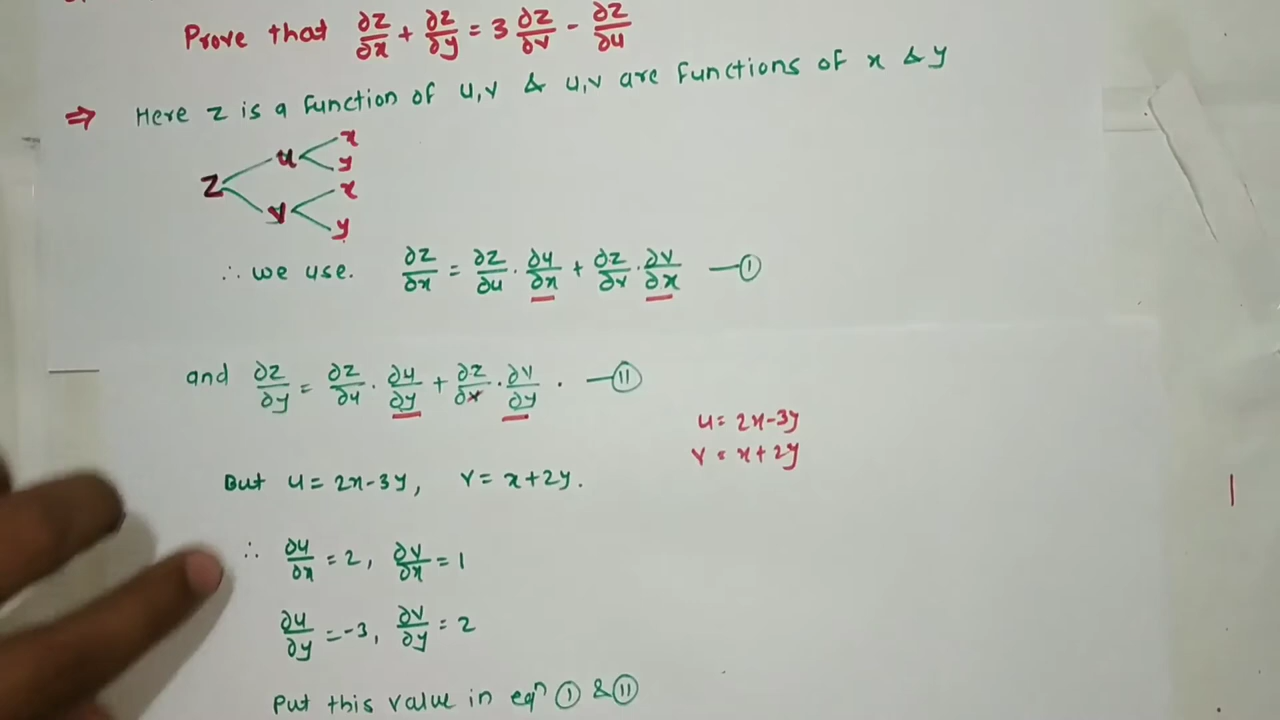 Prove that ∂z/∂x + ∂z/∂y = 3 ∂z/∂v - ∂z/∂u
⇒ Here z is a function of u,v & u,v are functions of x & y
x
u
y
z
x
v
y
∴ we use. ∂z/∂x = ∂z/∂u · ∂u/∂x + ∂z/∂v · ∂v/∂x —①
and ∂z/∂y = ∂z/∂u · ∂u/∂y + ∂z/∂v · ∂v/∂y . —⑪
u = 2x-3y
v = x+2y
But u = 2x-3y, v = x+2y.
∴ ∂u/∂x = 2, ∂v/∂x = 1
∂u/∂y = -3, ∂v/∂y = 2
Put this value in eqⁿ ① & ⑪